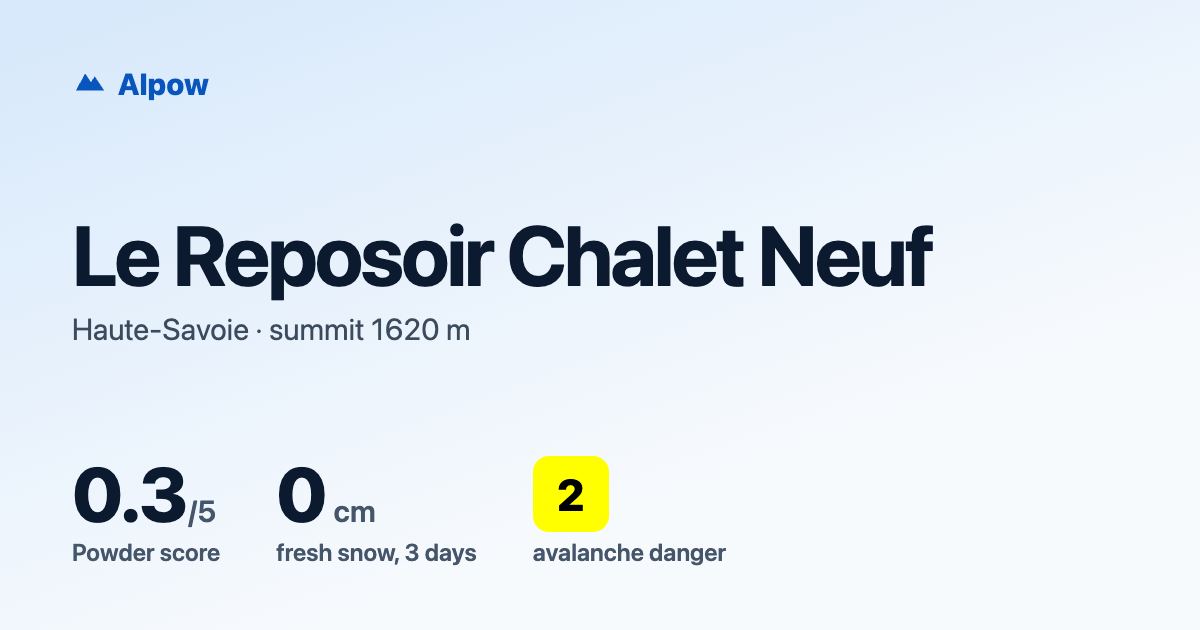 Alpow
Le Reposoir Chalet Neuf
Haute-Savoie · summit 1620 m
0.3/5
Powder score
0 cm
fresh snow, 3 days
2
avalanche danger